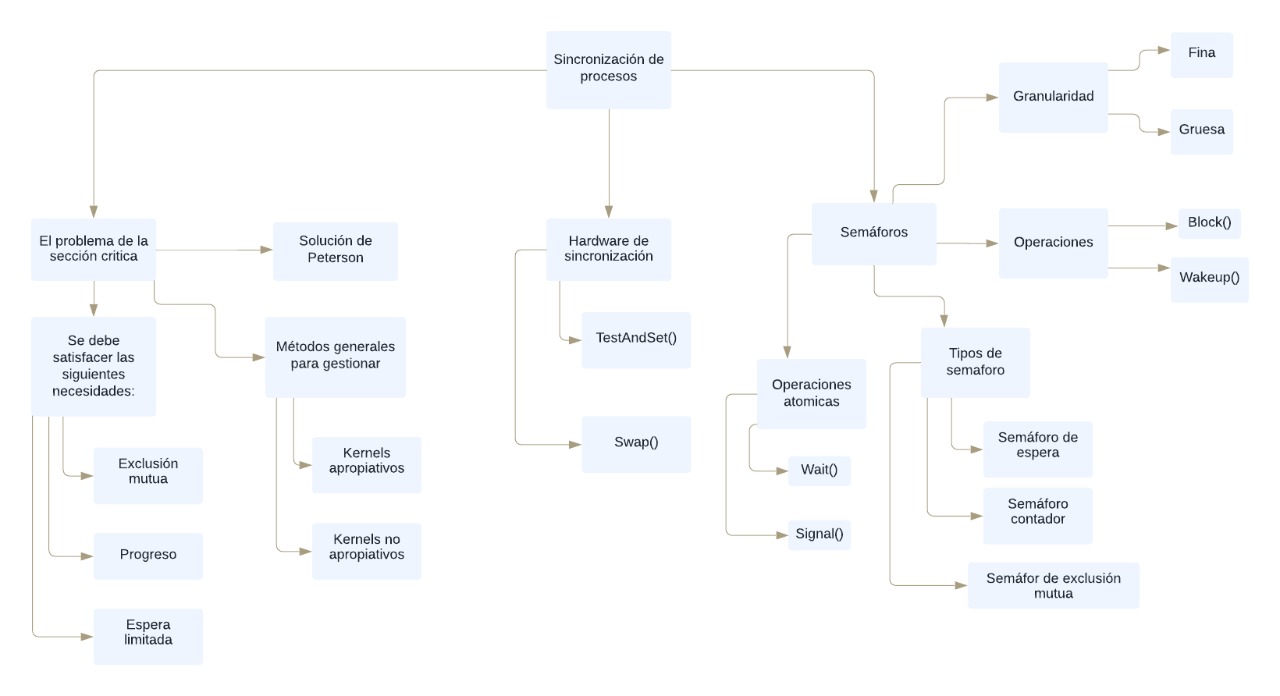 Sincronización de
procesos
El problema de la
sección critica
Solución de
Peterson
Se debe
satisfacer las
siguientes
necesidades:
Exclusión
mutua
Progreso
Espera
limitada
Métodos generales
para gestionar
Kernels
apropiativos
Kernels no
apropiativos
Hardware de
sincronización
TestAndSet()
Swap()
Semáforos
Granularidad
Fina
Gruesa
Operaciones
Block()
Wakeup()
Operaciones
atomicas
Wait()
Signal()
Tipos de
semaforo
Semáforo de
espera
Semáforo
contador
Semáfor de exclusión
mutua